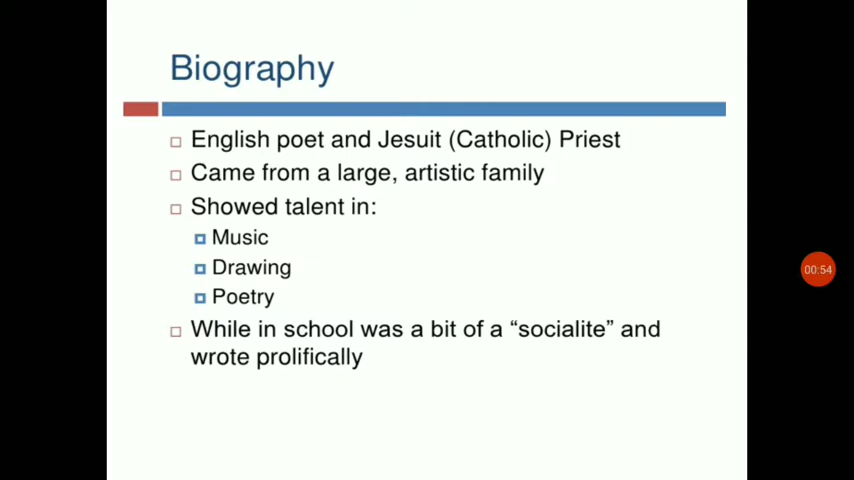 Biography
English poet and Jesuit (Catholic) Priest
Came from a large, artistic family
Showed talent in:
Music
Drawing
Poetry
While in school was a bit of a “socialite” and
wrote prolifically
00:54